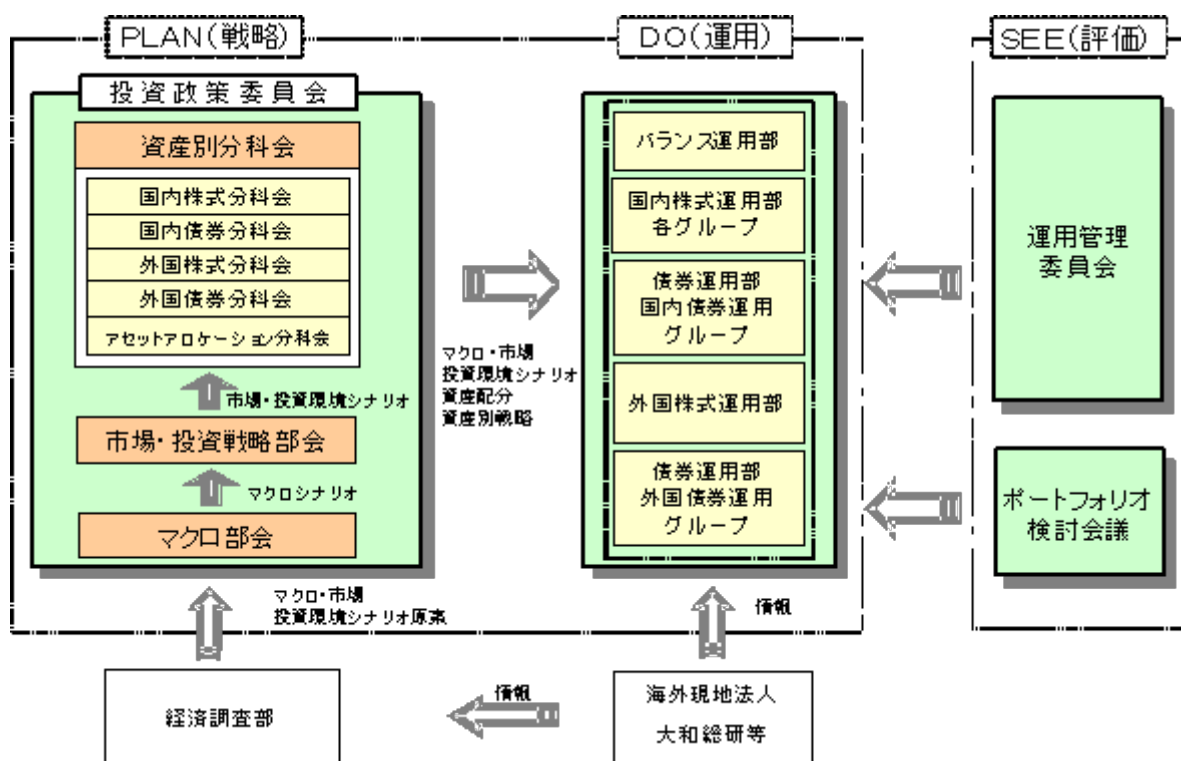 PLAN(戦略)
DO(運用)
SEE(評価)
投資政策委員会
資産別分科会
国内株式分科会
国内債券分科会
外国株式分科会
外国債券分科会
アセットアロケーション分科会
市場・投資環境シナリオ
市場・投資戦略部会
マクロシナリオ
マクロ部会
マクロ・市場
投資環境シナリオ
資産配分
資産別戦略
バランス運用部
国内株式運用部
各グループ
債券運用部
国内債券運用
グループ
外国株式運用部
債券運用部
外国債券運用
グループ
運用管理
委員会
ポートフォリオ
検討会議
マクロ・市場
投資環境シナリオ原案
情報
経済調査部
情報
海外現地法人
大和総研等